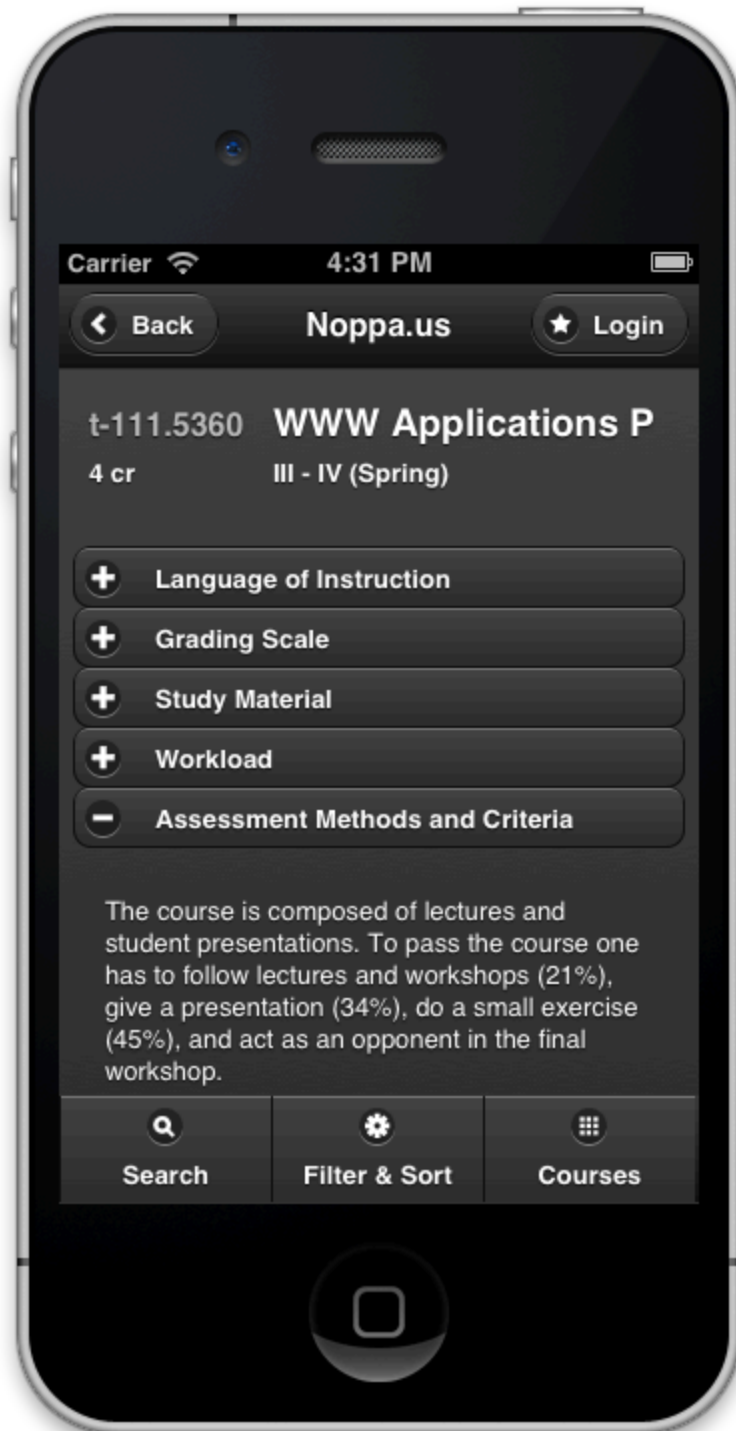 Carrier 4:31 PM
Back Noppa.us Login
t-111.5360 WWW Applications P
4 cr III - IV (Spring)
Language of Instruction
Grading Scale
Study Material
Workload
Assessment Methods and Criteria
The course is composed of lectures and
student presentations. To pass the course one
has to follow lectures and workshops (21%),
give a presentation (34%), do a small exercise
(45%), and act as an opponent in the final
workshop.
Search Filter & Sort Courses